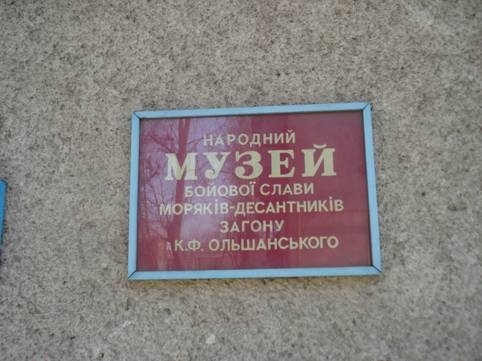 НАРОДНИЙ
МУЗЕЙ
БОЙОВОЇ СЛАВИ
МОРЯКІВ-ДЕСАНТНИКІВ
ЗАГОНУ
К.Ф. ОЛЬШАНСЬКОГО